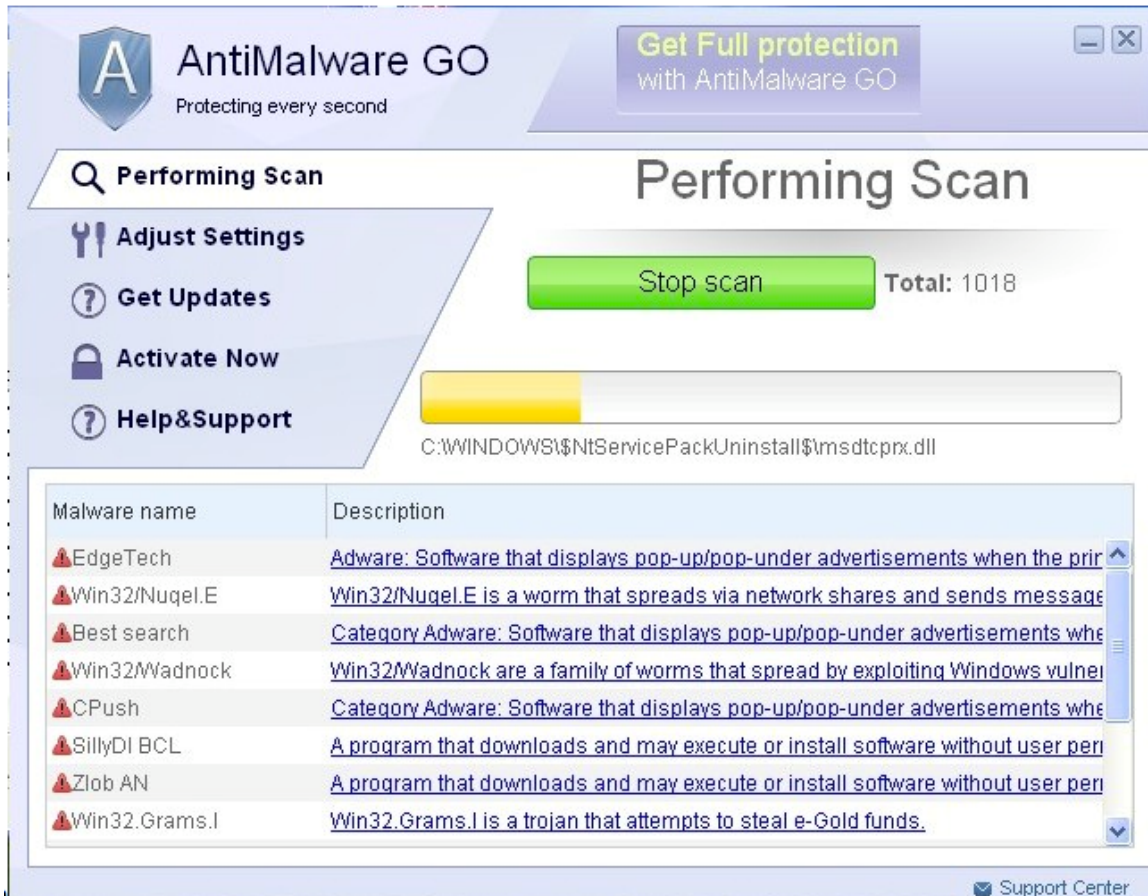 A
AntiMalware GO
Protecting every second
Get Full protection
with AntiMalware GO
Performing Scan
Adjust Settings
Get Updates
Activate Now
Help&Support
Performing Scan
Stop scan
Total: 1018
C:\WINDOWS\$NtServicePackUninstall$\msdtcprx.dll
Malware name Description
EdgeTech Adware: Software that displays pop-up/pop-under advertisements when the prin
Win32/Nuqel.E Win32/Nuqel.E is a worm that spreads via network shares and sends message
Best search Category Adware: Software that displays pop-up/pop-under advertisements whe
Win32/Wadnock Win32/Wadnock are a family of worms that spread by exploiting Windows vulner
CPush Category Adware: Software that displays pop-up/pop-under advertisements whe
SillyDl BCL A program that downloads and may execute or install software without user perr
Zlob AN A program that downloads and may execute or install software without user perr
Win32.Grams.I Win32.Grams.I is a trojan that attempts to steal e-Gold funds.
Support Center